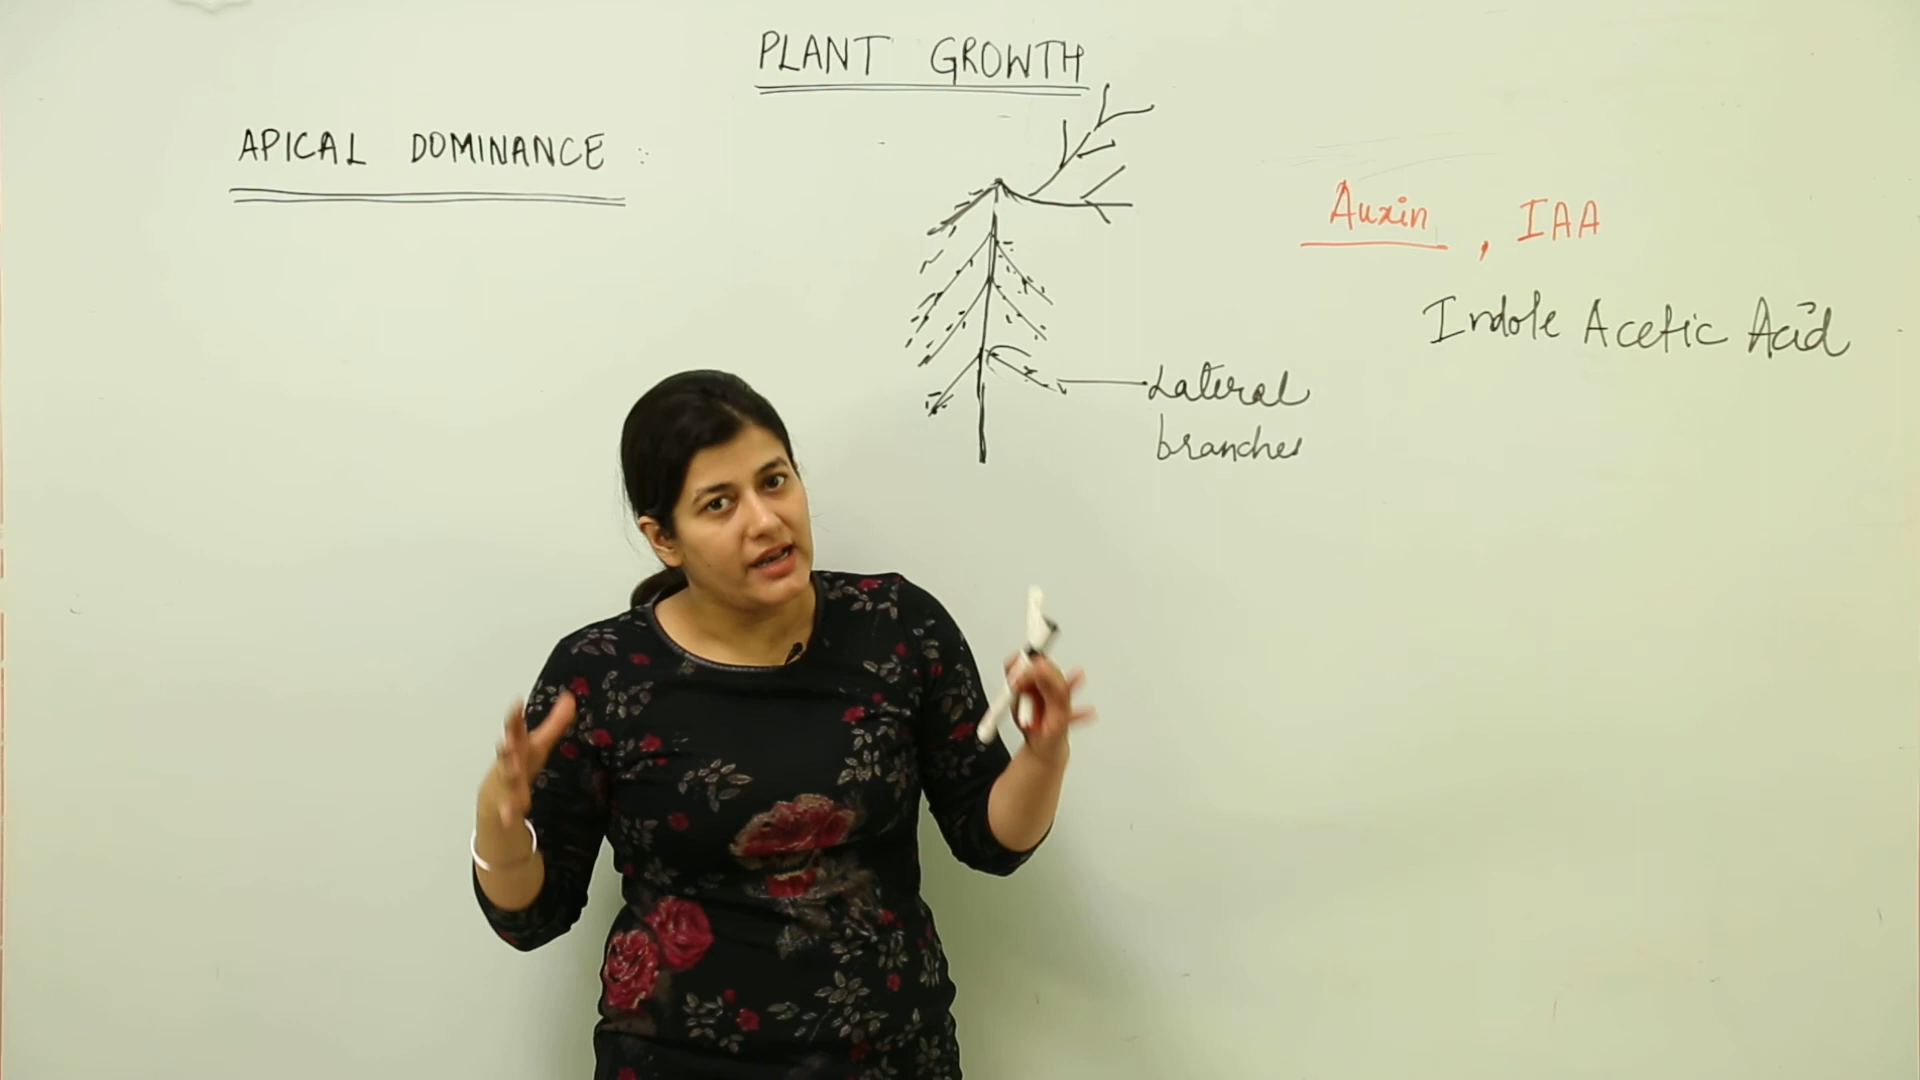 PLANT GROWTH
APICAL DOMINANCE :
Auxin , IAA
Indole Acetic Acid
Lateral
branches